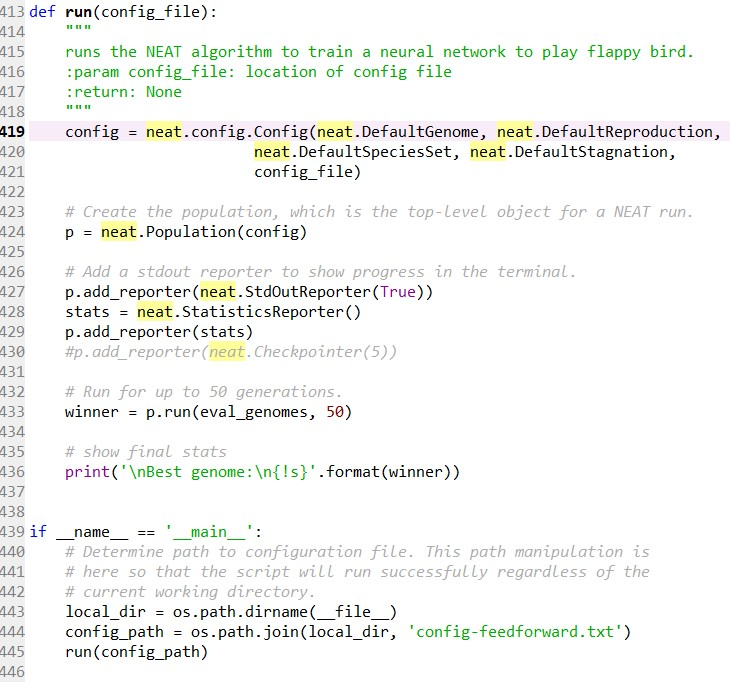 413 def run(config_file):
414     """
415     runs the NEAT algorithm to train a neural network to play flappy bird.
416     :param config_file: location of config file
417     :return: None
418     """
419     config = neat.config.Config(neat.DefaultGenome, neat.DefaultReproduction,
420                          neat.DefaultSpeciesSet, neat.DefaultStagnation,
421                          config_file)
422
423     # Create the population, which is the top-level object for a NEAT run.
424     p = neat.Population(config)
425
426     # Add a stdout reporter to show progress in the terminal.
427     p.add_reporter(neat.StdOutReporter(True))
428     stats = neat.StatisticsReporter()
429     p.add_reporter(stats)
430     #p.add_reporter(neat.Checkpointer(5))
431
432     # Run for up to 50 generations.
433     winner = p.run(eval_genomes, 50)
434
435     # show final stats
436     print('\nBest genome:\n{!s}'.format(winner))
437
438
439 if __name__ == '__main__':
440     # Determine path to configuration file. This path manipulation is
441     # here so that the script will run successfully regardless of the
442     # current working directory.
443     local_dir = os.path.dirname(__file__)
444     config_path = os.path.join(local_dir, 'config-feedforward.txt')
445     run(config_path)
446